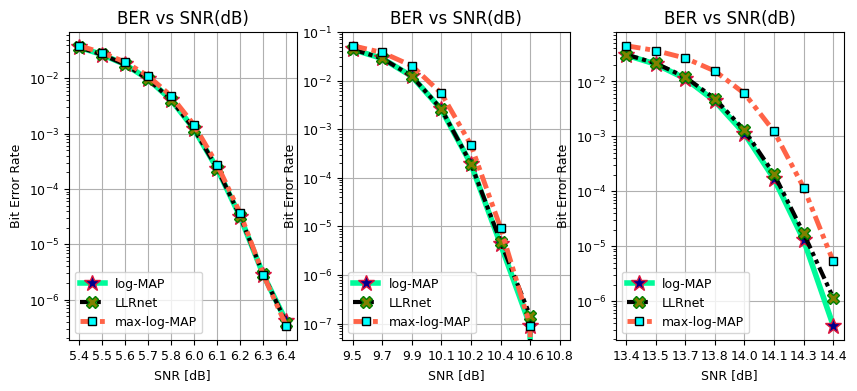 BER vs SNR(dB)
Bit Error Rate
10⁻²
10⁻³
10⁻⁴
10⁻⁵
10⁻⁶
log-MAP
LLRnet
max-log-MAP
5.4 5.5 5.6 5.7 5.8 6.0 6.1 6.2 6.3 6.4
SNR [dB]
BER vs SNR(dB)
Bit Error Rate
10⁻¹
10⁻²
10⁻³
10⁻⁴
10⁻⁵
10⁻⁶
10⁻⁷
log-MAP
LLRnet
max-log-MAP
9.5 9.7 9.9 10.1 10.2 10.4 10.6 10.8
SNR [dB]
BER vs SNR(dB)
Bit Error Rate
10⁻²
10⁻³
10⁻⁴
10⁻⁵
10⁻⁶
log-MAP
LLRnet
max-log-MAP
13.4 13.5 13.7 13.8 14.0 14.1 14.3 14.4
SNR [dB]